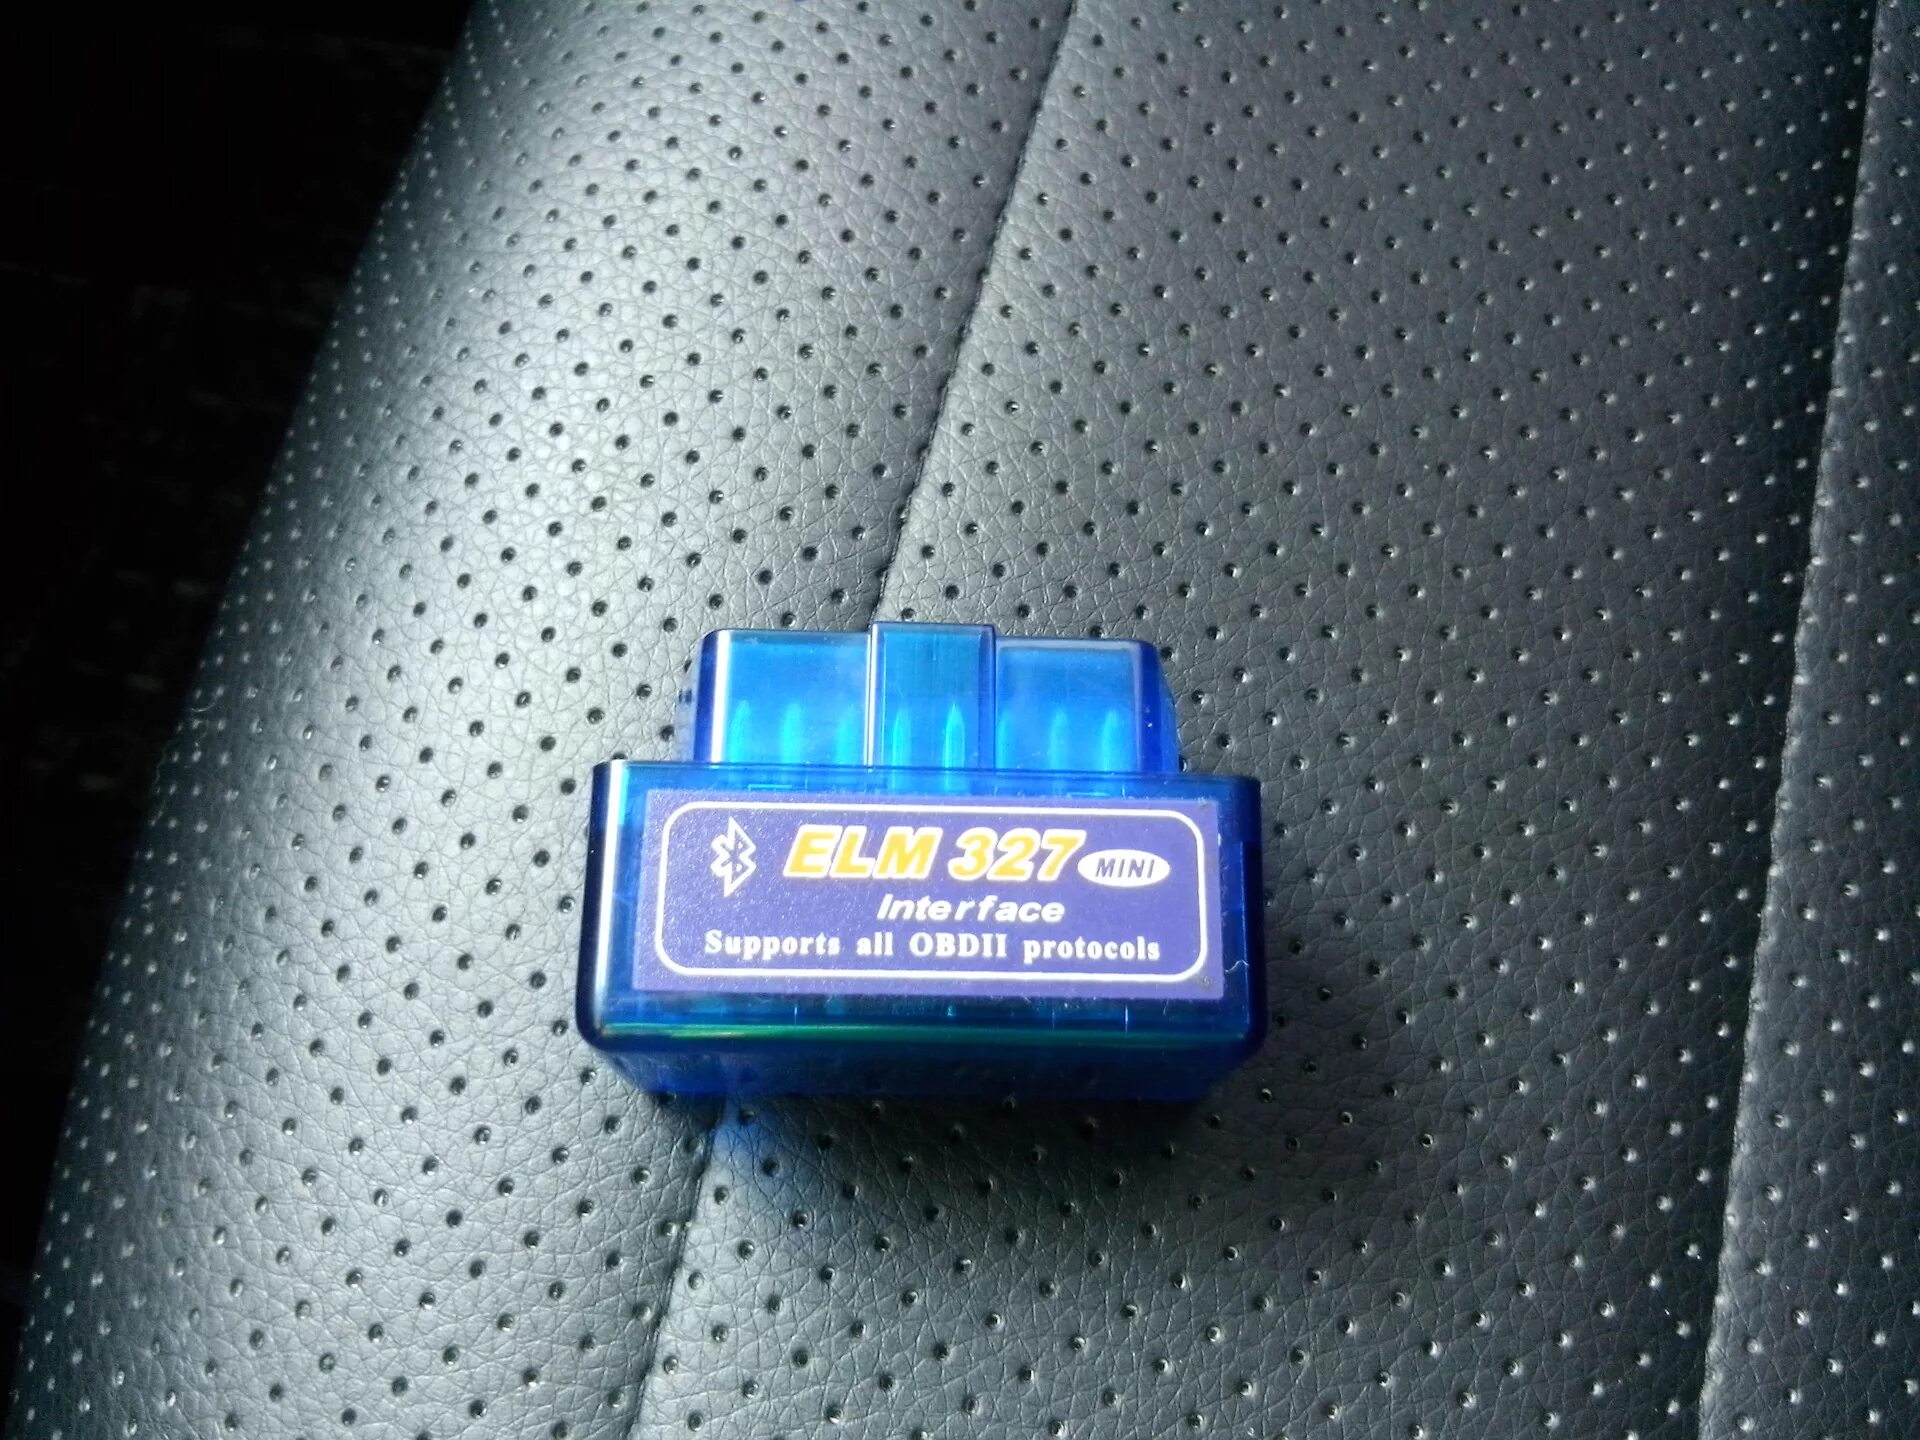 ELM 327 MINI
Interface
Supports all OBDII protocols